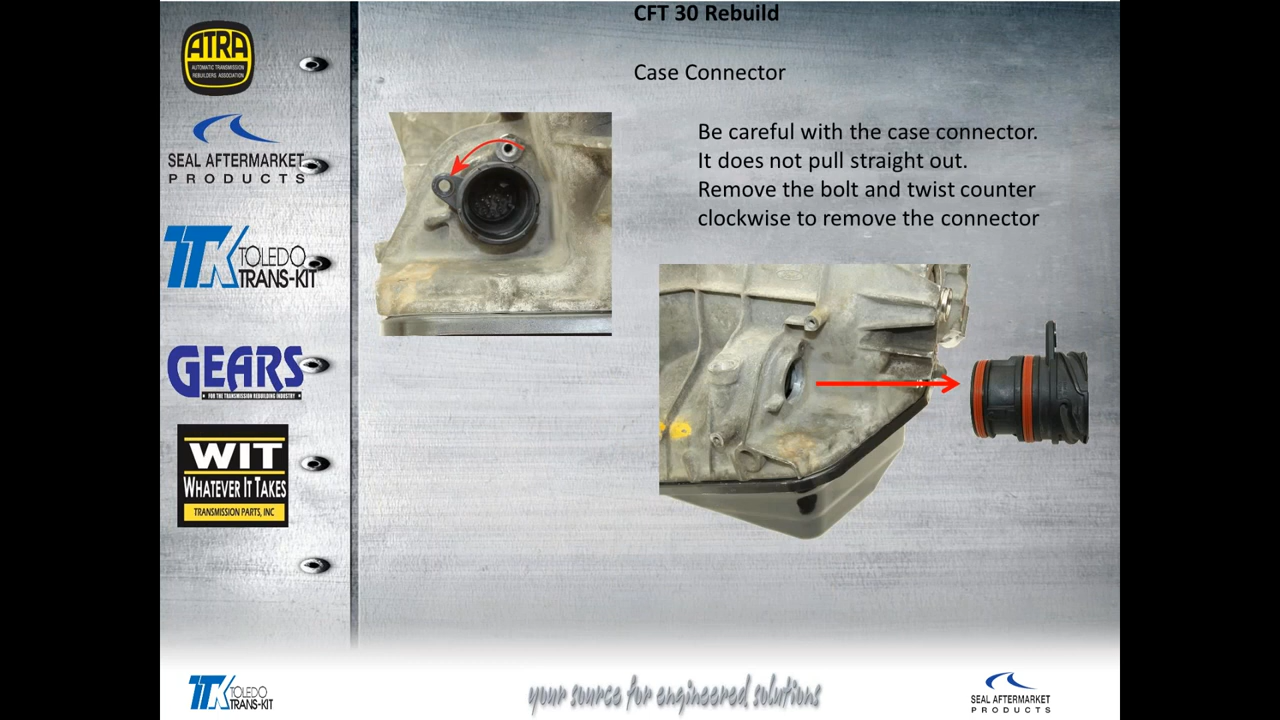 CFT 30 Rebuild
Case Connector
Be careful with the case connector.
It does not pull straight out.
Remove the bolt and twist counter
clockwise to remove the connector
ATRA
AUTOMATIC TRANSMISSION
REBUILDERS ASSOCIATION
SEAL AFTERMARKET
PRODUCTS
TTK TOLEDO
TRANS-KIT
GEARS
FOR THE TRANSMISSION REBUILDING INDUSTRY
WIT
WHATEVER IT TAKES
TRANSMISSION PARTS, INC
TTK TOLEDO
TRANS-KIT
your source for engineered solutions
SEAL AFTERMARKET
PRODUCTS